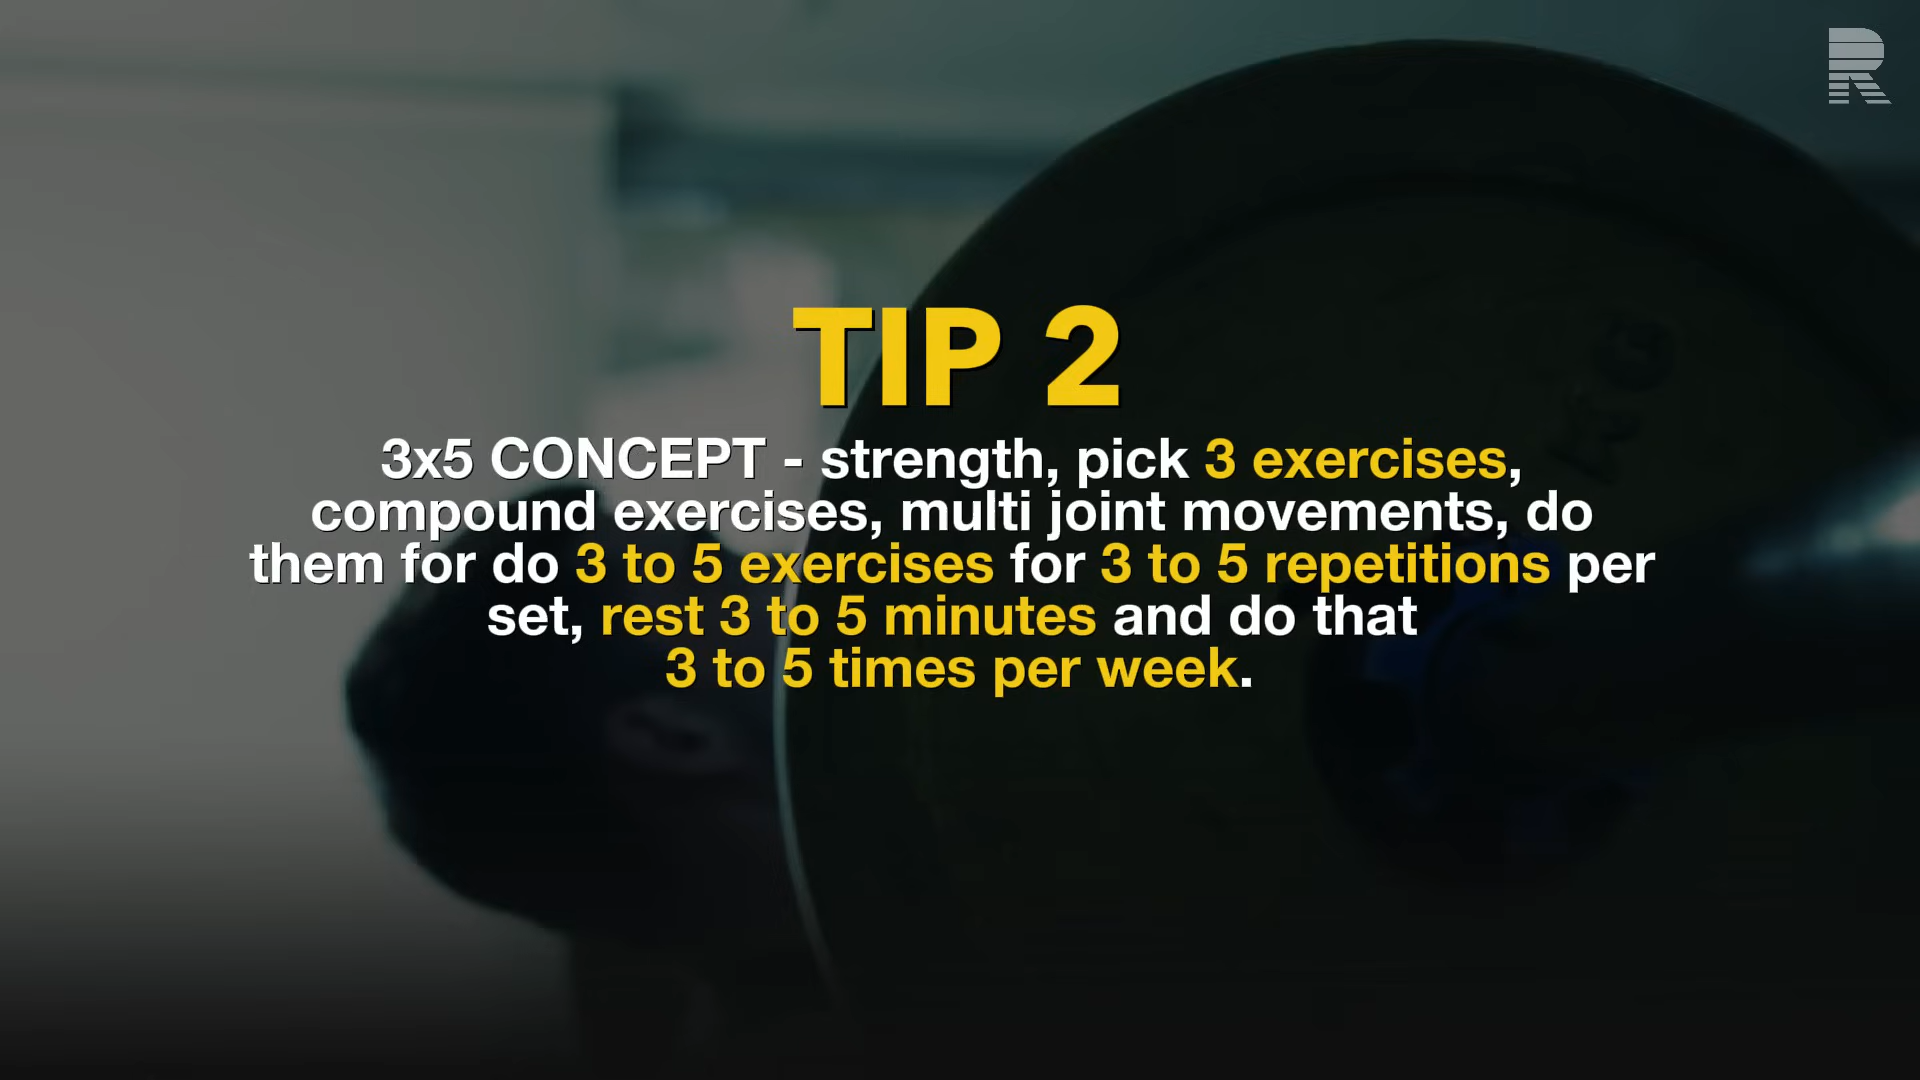 R
TIP 2
3x5 CONCEPT - strength, pick 3 exercises,
compound exercises, multi joint movements, do
them for do 3 to 5 exercises for 3 to 5 repetitions per
set, rest 3 to 5 minutes and do that
3 to 5 times per week.